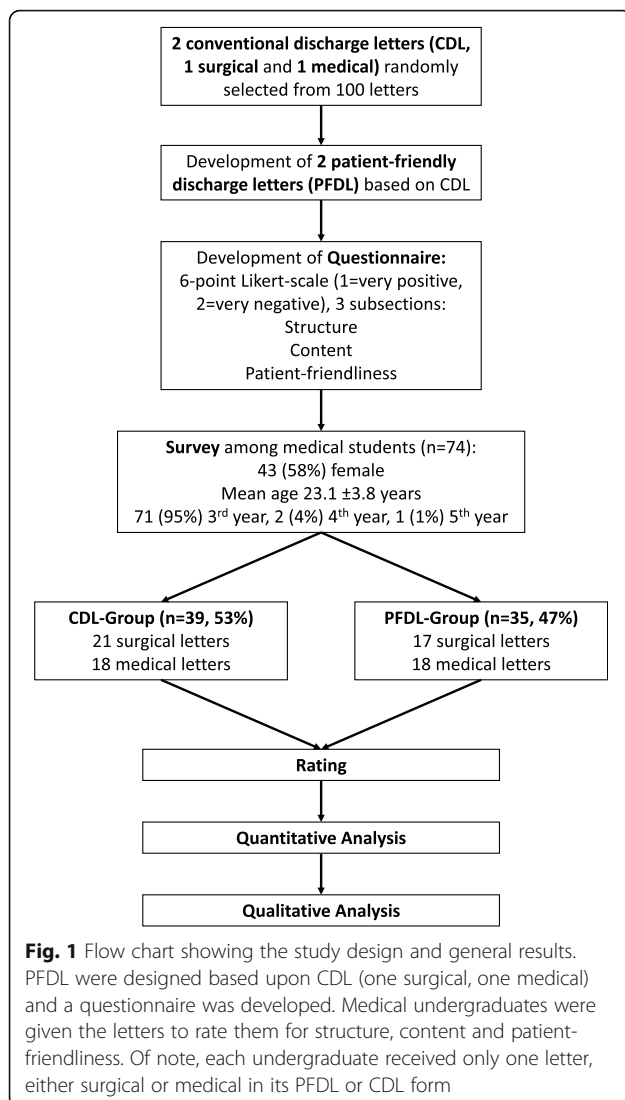 2 conventional discharge letters (CDL,
1 surgical and 1 medical) randomly
selected from 100 letters
Development of 2 patient-friendly
discharge letters (PFDL) based on CDL
Development of Questionnaire:
6-point Likert-scale (1=very positive,
2=very negative), 3 subsections:
Structure
Content
Patient-friendliness
Survey among medical students (n=74):
43 (58%) female
Mean age 23.1 ±3.8 years
71 (95%) 3rd year, 2 (4%) 4th year, 1 (1%) 5th year
CDL-Group (n=39, 53%)
21 surgical letters
18 medical letters
PFDL-Group (n=35, 47%)
17 surgical letters
18 medical letters
Rating
Quantitative Analysis
Qualitative Analysis
Fig. 1 Flow chart showing the study design and general results.
PFDL were designed based upon CDL (one surgical, one medical)
and a questionnaire was developed. Medical undergraduates were
given the letters to rate them for structure, content and patient-
friendliness. Of note, each undergraduate received only one letter,
either surgical or medical in its PFDL or CDL form